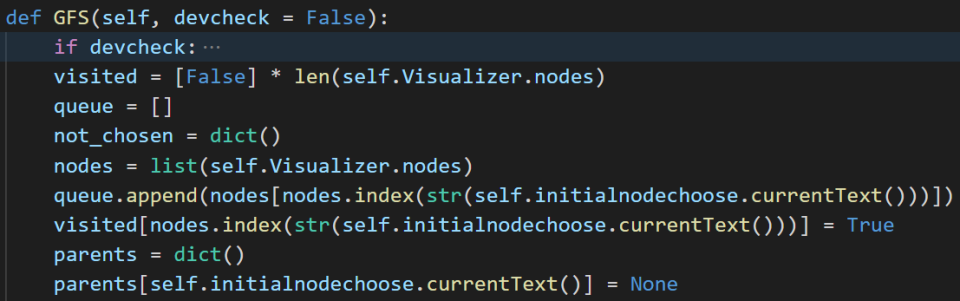 def GFS(self, devcheck = False):
    if devcheck:···
    visited = [False] * len(self.Visualizer.nodes)
    queue = []
    not_chosen = dict()
    nodes = list(self.Visualizer.nodes)
    queue.append(nodes[nodes.index(str(self.initialnodechoose.currentText()))])
    visited[nodes.index(str(self.initialnodechoose.currentText()))] = True
    parents = dict()
    parents[self.initialnodechoose.currentText()] = None